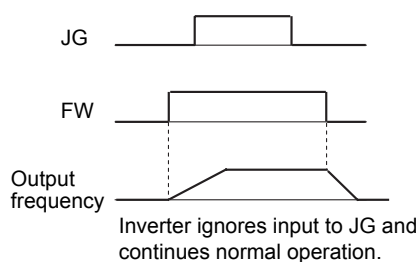 JG
FW
Output
frequency
Inverter ignores input to JG and
continues normal operation.